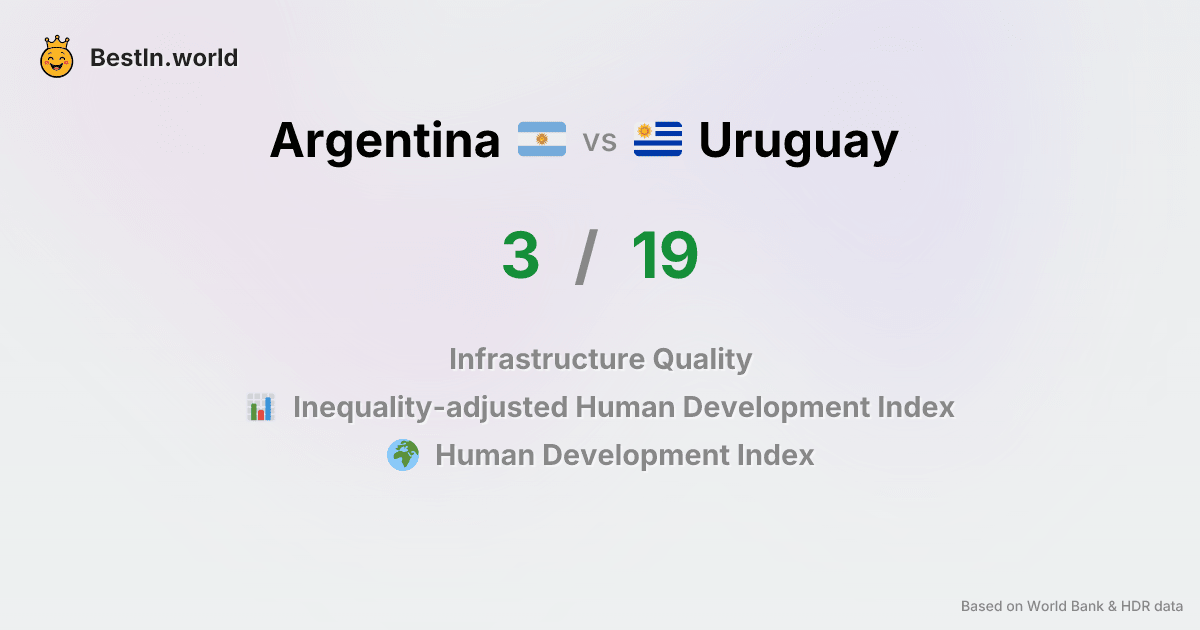 BestIn.world
Argentina vs Uruguay
3 / 19
Infrastructure Quality
Inequality-adjusted Human Development Index
Human Development Index
Based on World Bank & HDR data